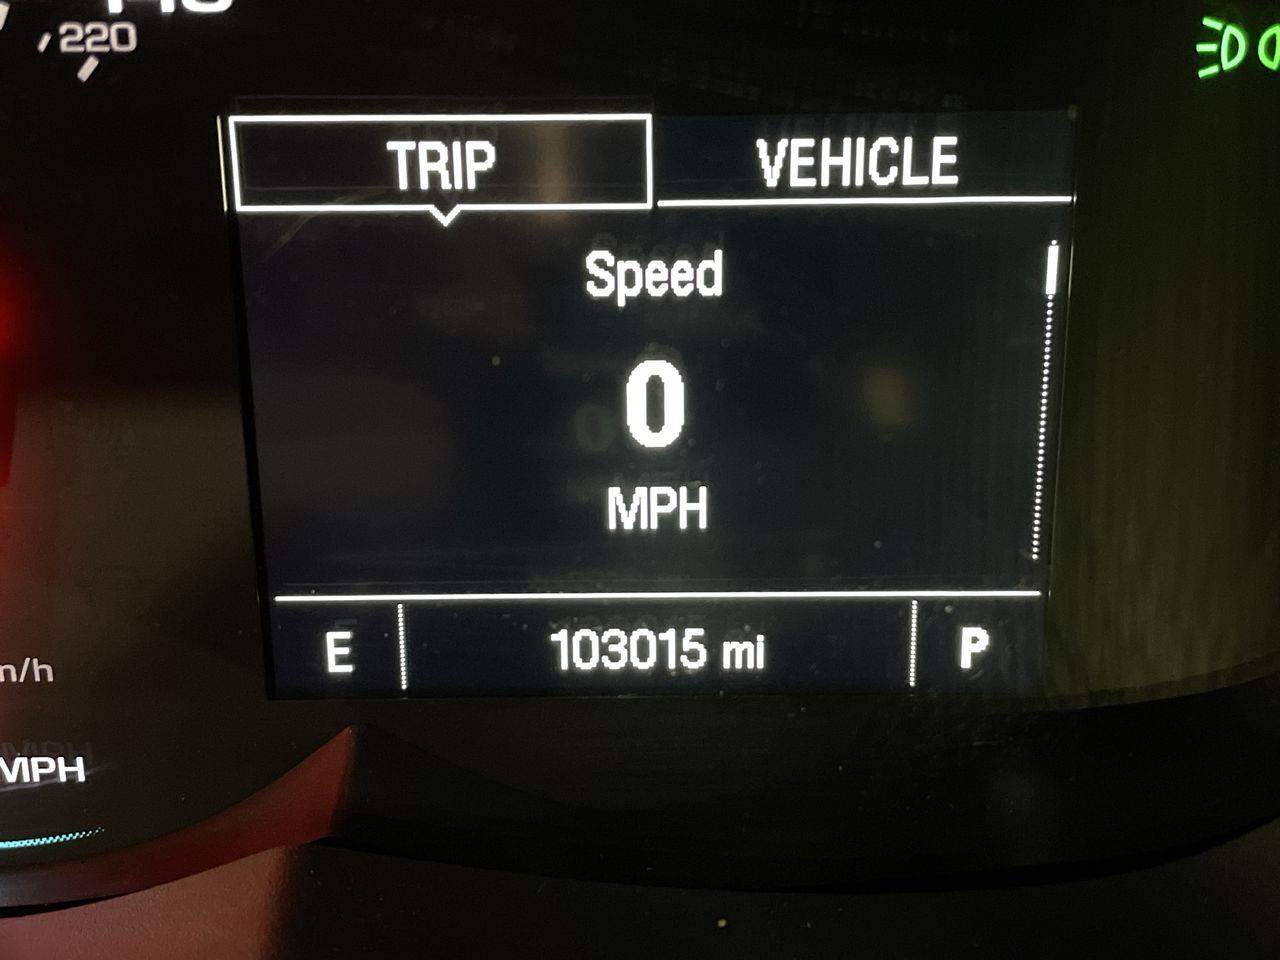 220
TRIP VEHICLE
Speed
0
MPH
E 103015 mi P
MPH